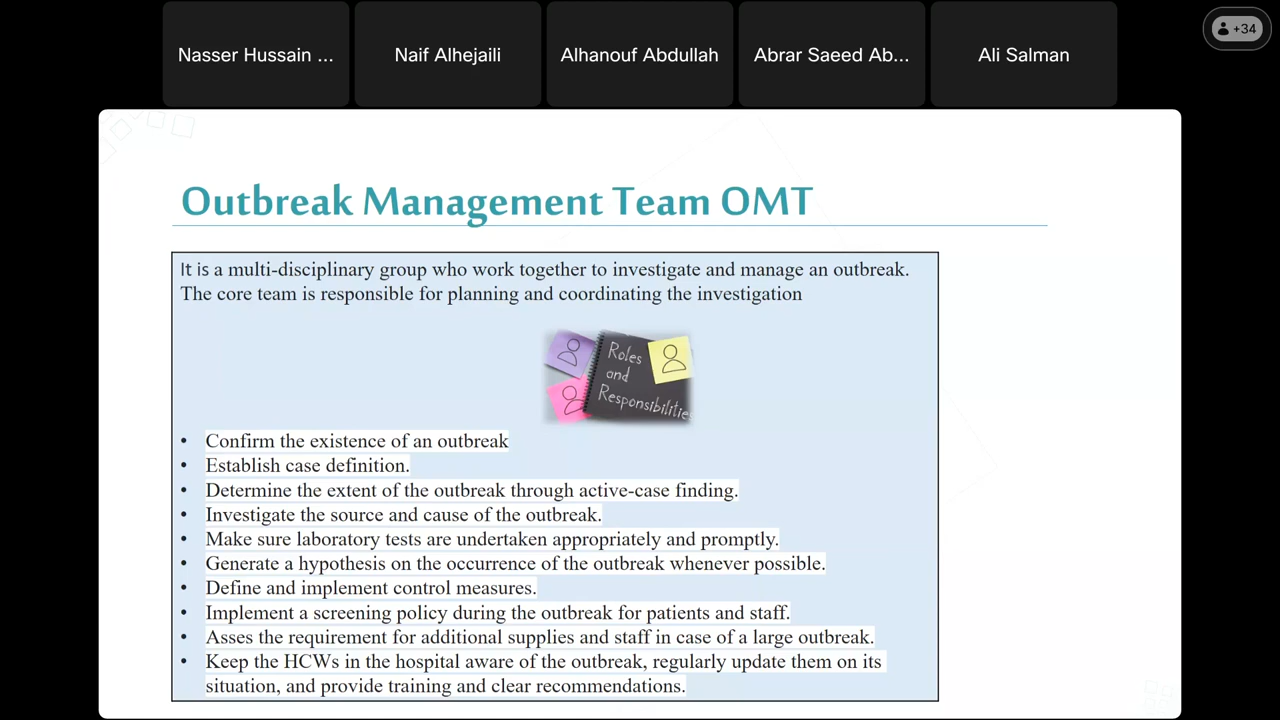 Nasser Hussain ...
Naif Alhejaili
Alhanouf Abdullah
Abrar Saeed Ab...
Ali Salman
+34
Outbreak Management Team OMT
It is a multi-disciplinary group who work together to investigate and manage an outbreak.
The core team is responsible for planning and coordinating the investigation
Roles
and
Responsibilities
• Confirm the existence of an outbreak
• Establish case definition.
• Determine the extent of the outbreak through active-case finding.
• Investigate the source and cause of the outbreak.
• Make sure laboratory tests are undertaken appropriately and promptly.
• Generate a hypothesis on the occurrence of the outbreak whenever possible.
• Define and implement control measures.
• Implement a screening policy during the outbreak for patients and staff.
• Asses the requirement for additional supplies and staff in case of a large outbreak.
• Keep the HCWs in the hospital aware of the outbreak, regularly update them on its
situation, and provide training and clear recommendations.